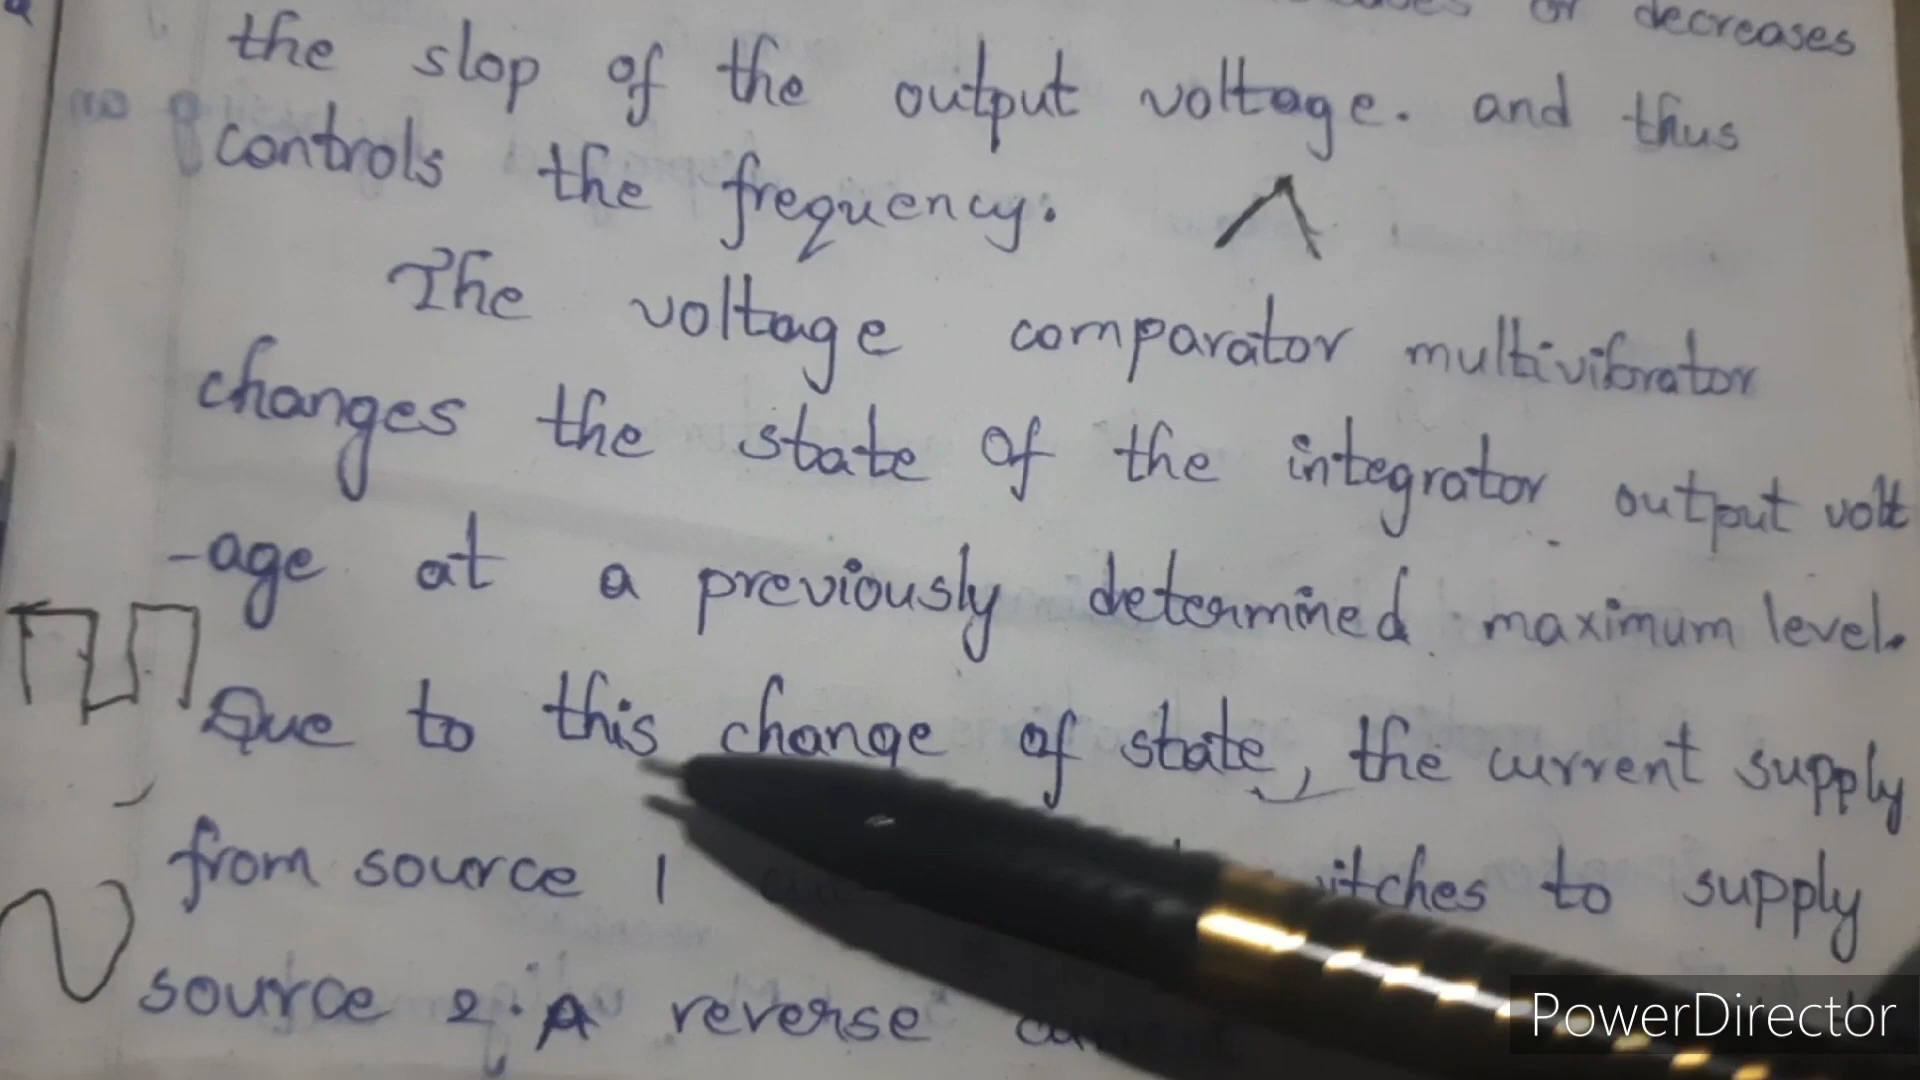 or decreases
the slop of the output voltage. and thus
controls the frequency.
The voltage comparator multivibrator
changes the state of the integrator output volt
-age at a previously determined maximum level.
Due to this change of state, the current supply
from source 1 to supply
source 2. A reverse
PowerDirector